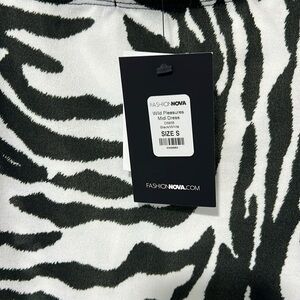 FASHIONNOVA
Wild Pleasures
Midi Dress
Black/White
SIZE S
FASHIONNOVA.COM